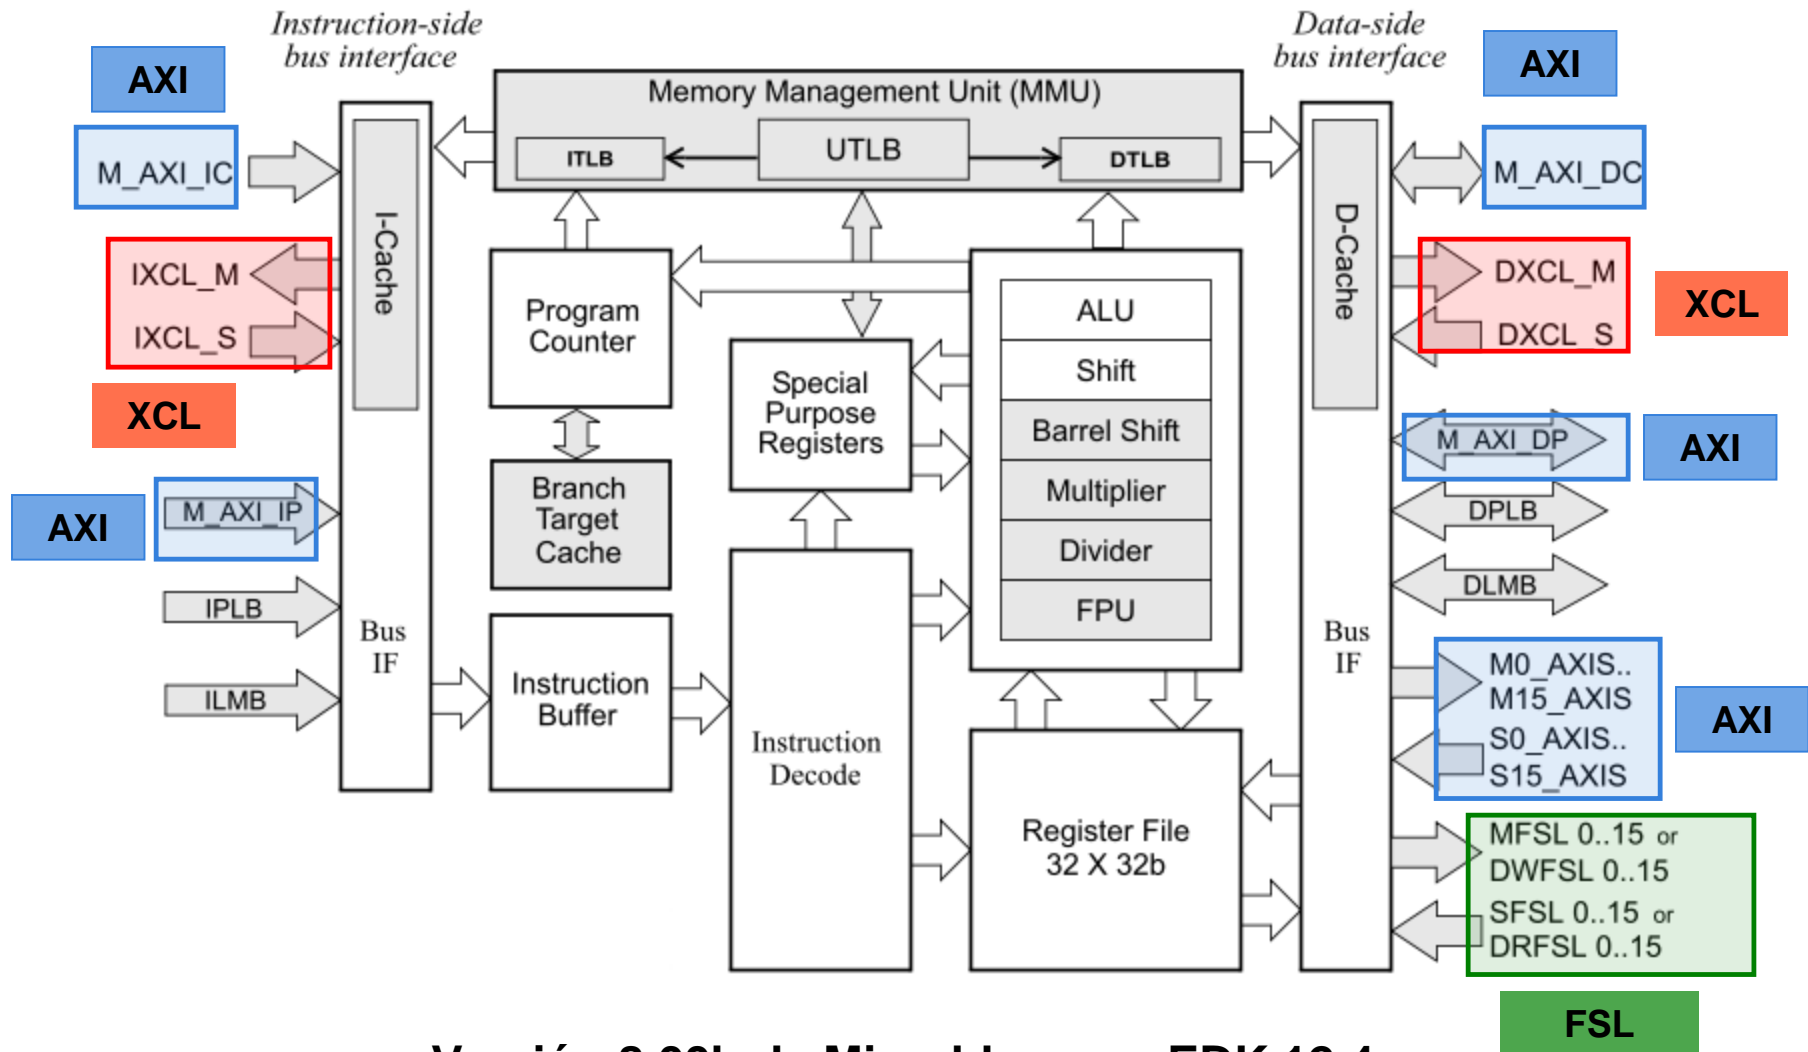 Instruction-side
bus interface
Data-side
bus interface
AXI
AXI
Memory Management Unit (MMU)
ITLB
UTLB
DTLB
M_AXI_IC
M_AXI_DC
I-Cache
D-Cache
IXCL_M
IXCL_S
XCL
DXCL_M
DXCL_S
XCL
Program
Counter
Special
Purpose
Registers
ALU
Shift
Barrel Shift
Multiplier
Divider
FPU
M_AXI_DP
AXI
AXI
M_AXI_IP
Branch
Target
Cache
DPLB
DLMB
IPLB
ILMB
Bus
IF
Instruction
Buffer
Instruction
Decode
Register File
32 X 32b
Bus
IF
M0_AXIS..
M15_AXIS
S0_AXIS..
S15_AXIS
AXI
MFSL 0..15 or
DWFSL 0..15
SFSL 0..15 or
DRFSL 0..15
FSL